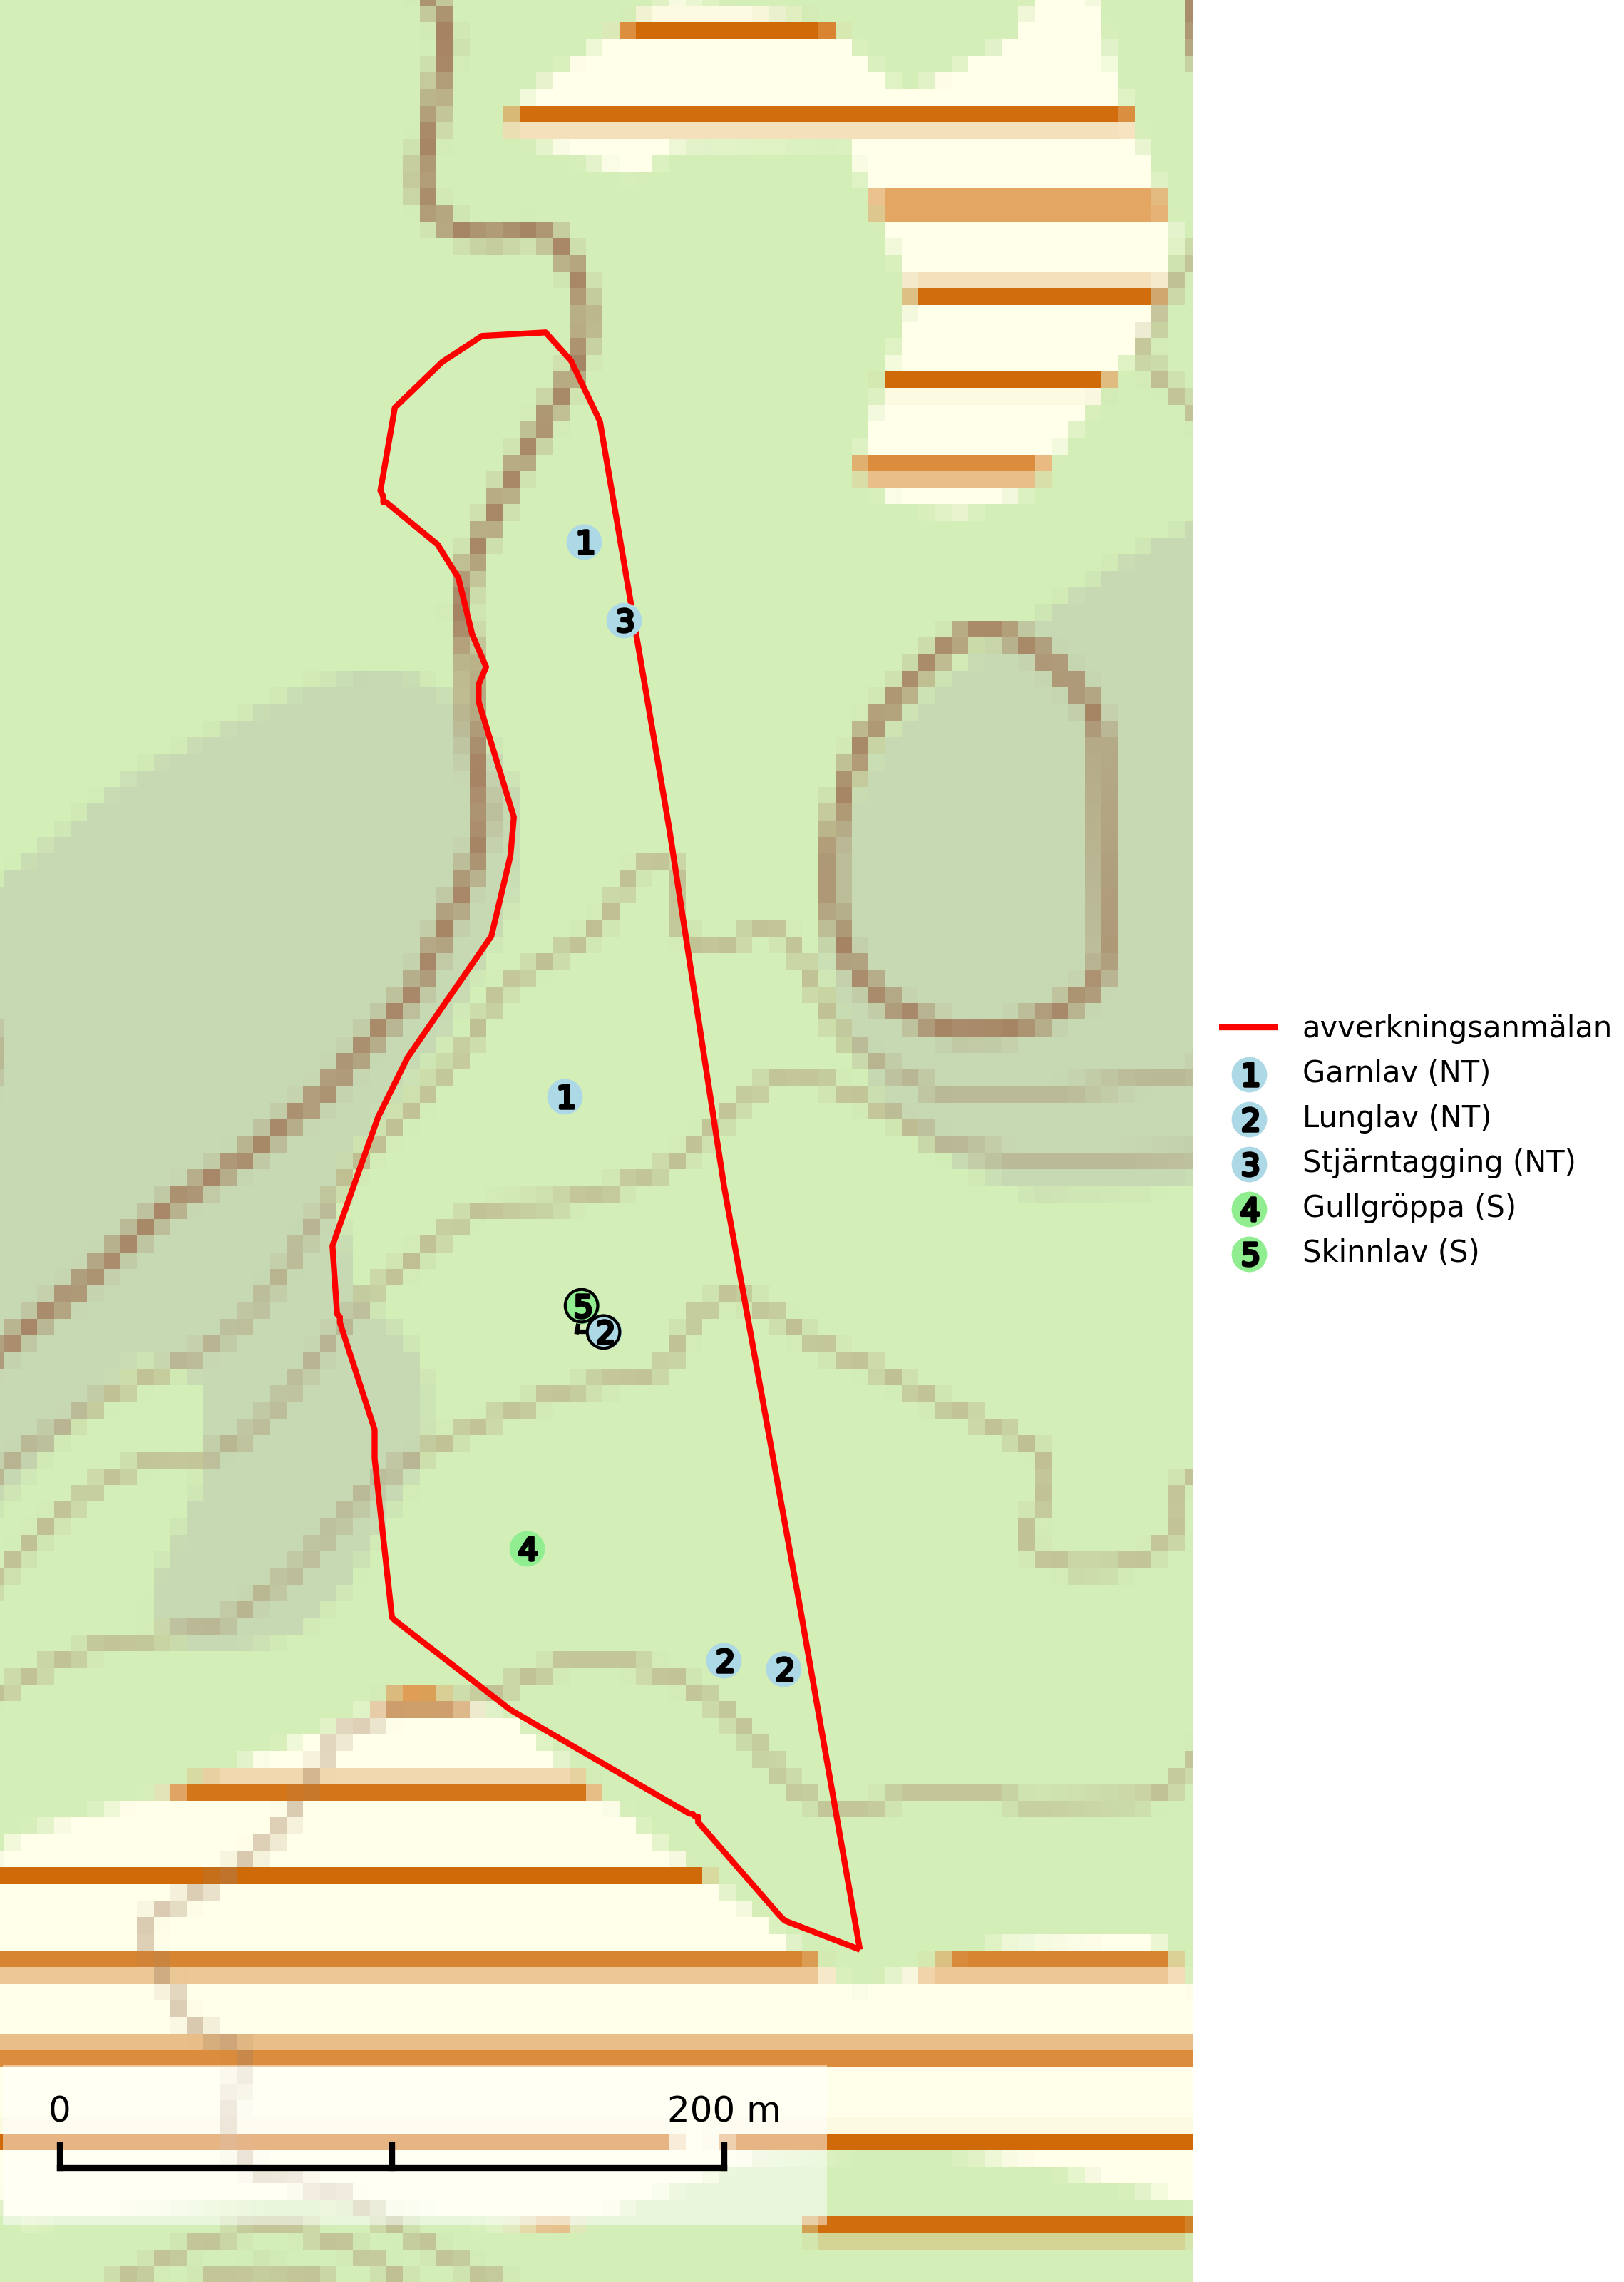 1
3
1
5
2
4
2
2
avverkningsanmälan
1 Garnlav (NT)
2 Lunglav (NT)
3 Stjärntagging (NT)
4 Gullgröppa (S)
5 Skinnlav (S)
0 200 m